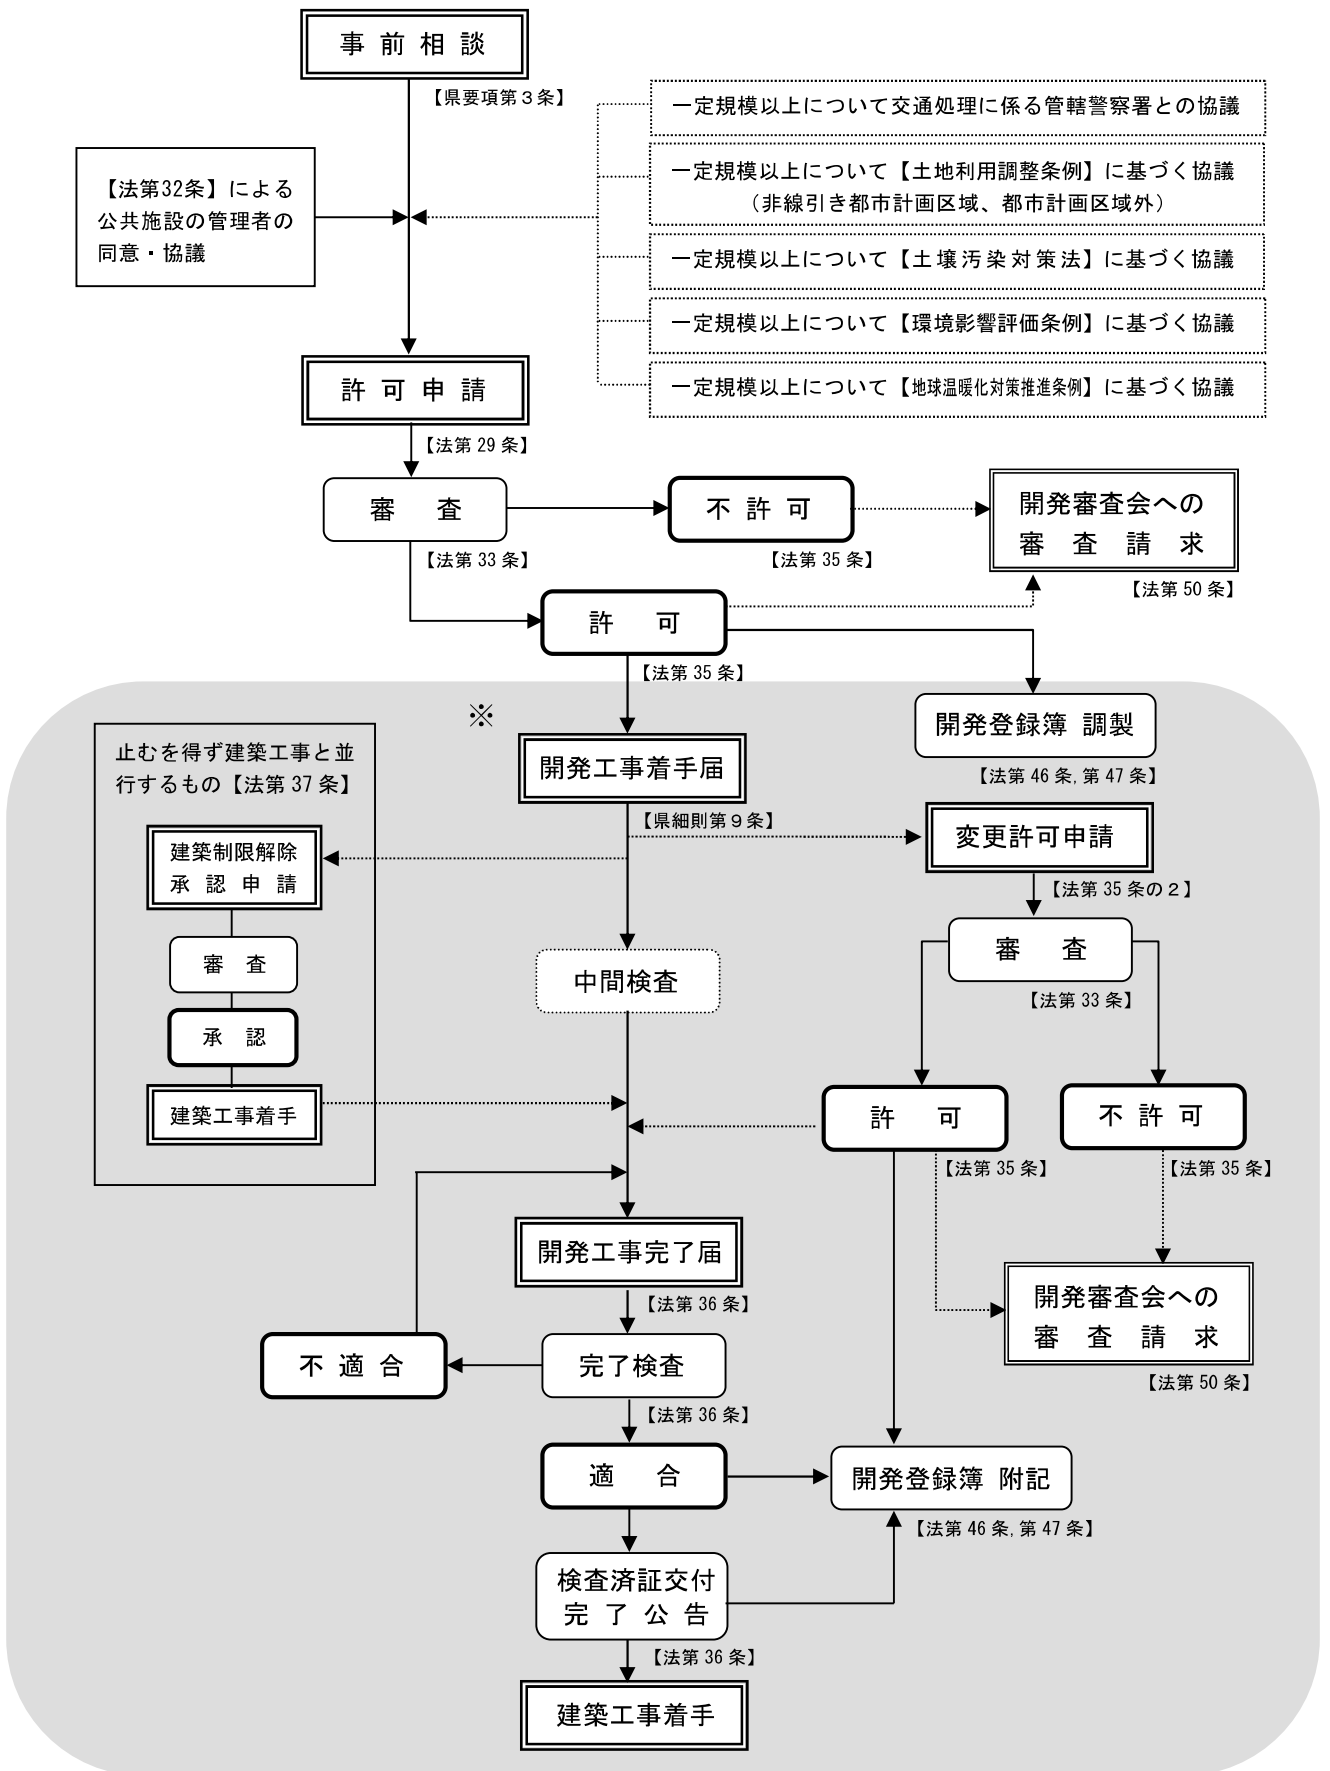 事前相談
【県要項第3条】
一定規模以上について交通処理に係る管轄警察署との協議
一定規模以上について【土地利用調整条例】に基づく協議
（非線引き都市計画区域、都市計画区域外）
一定規模以上について【土壌汚染対策法】に基づく協議
一定規模以上について【環境影響評価条例】に基づく協議
一定規模以上について【地球温暖化対策推進条例】に基づく協議
【法第32条】による
公共施設の管理者の
同意・協議
許可申請
【法第29条】
審　査
【法第33条】
不許可
【法第35条】
開発審査会への
審査請求
【法第50条】
許　可
【法第35条】
※
開発登録簿 調製
【法第46条,第47条】
開発工事着手届
【県細則第9条】
止むを得ず建築工事と並
行するもの【法第37条】
建築制限解除
承認申請
審　査
承　認
建築工事着手
変更許可申請
【法第35条の2】
審　査
【法第33条】
中間検査
許　可
【法第35条】
不許可
【法第35条】
開発審査会への
審査請求
【法第50条】
開発工事完了届
【法第36条】
完了検査
【法第36条】
不適合
適　合
開発登録簿 附記
【法第46条,第47条】
検査済証交付
完了公告
【法第36条】
建築工事着手